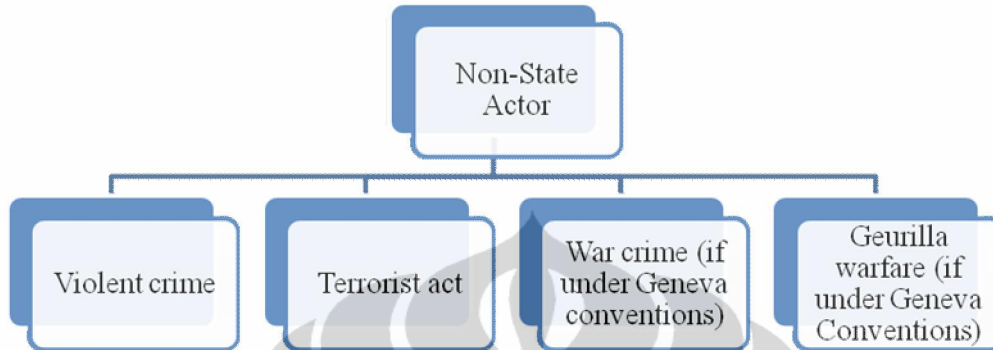 Non-State
Actor
Violent crime
Terrorist act
War crime (if
under Geneva
conventions)
Geurilla
warfare (if
under Geneva
Conventions)